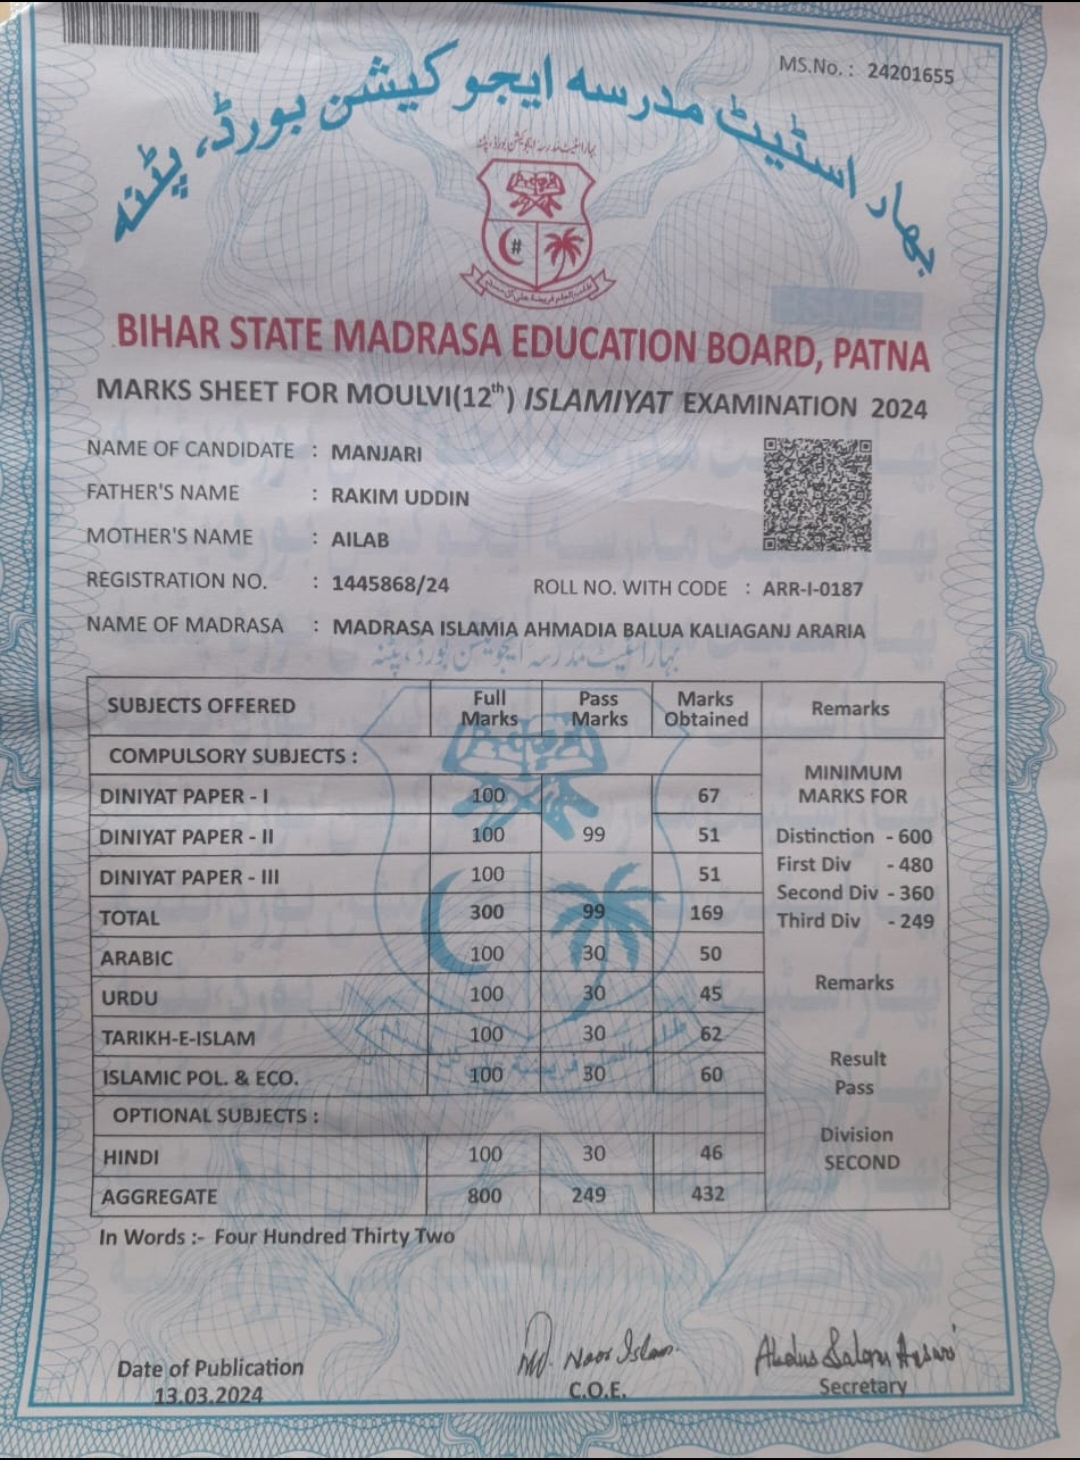 MS.No. : 24201655
بهار اسٹیٹ مدرسہ ایجوکیشن بورڈ، پٹنہ
بہار اسٹیٹ مدرسہ ایجوکیشن بورڈ، پٹنہ
#
BIHAR STATE MADRASA EDUCATION BOARD, PATNA
MARKS SHEET FOR MOULVI(12th) ISLAMIYAT EXAMINATION 2024
NAME OF CANDIDATE : MANJARI
FATHER'S NAME : RAKIM UDDIN
MOTHER'S NAME : AILAB
REGISTRATION NO. : 1445868/24 ROLL NO. WITH CODE : ARR-I-0187
NAME OF MADRASA : MADRASA ISLAMIA AHMADIA BALUA KALIAGANJ ARARIA
بہار اسٹیٹ مدرسہ ایجوکیشن بورڈ، پٹنہ
SUBJECTS OFFERED Full Marks Pass Marks Marks Obtained Remarks
COMPULSORY SUBJECTS :
DINIYAT PAPER - I 100 67
DINIYAT PAPER - II 100 99 51
DINIYAT PAPER - III 100 51
TOTAL 300 99 169
ARABIC 100 30 50
URDU 100 30 45
TARIKH-E-ISLAM 100 30 62
ISLAMIC POL. & ECO. 100 30 60
OPTIONAL SUBJECTS :
HINDI 100 30 46
AGGREGATE 800 249 432
MINIMUM
MARKS FOR
Distinction - 600
First Div - 480
Second Div - 360
Third Div - 249
Remarks
Result
Pass
Division
SECOND
In Words :- Four Hundred Thirty Two
Date of Publication
13.03.2024
Md. Noor Islam.
C.O.E.
Abdus Salam Ansari
Secretary